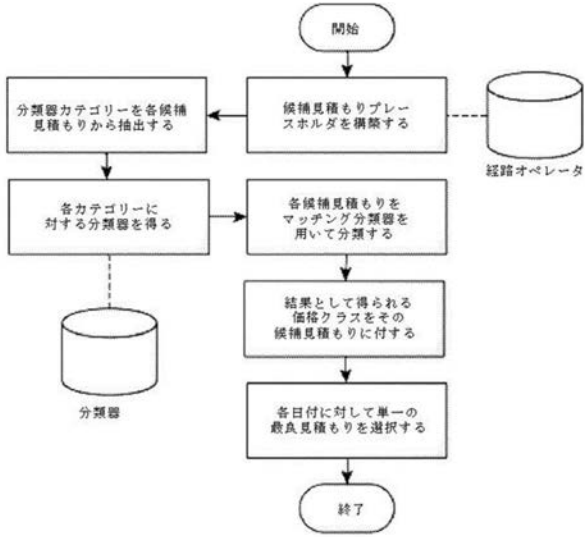 開始
候補見積もりプレー
スホルダを構築する
経路オペレータ
分類器カテゴリーを各候補
見積もりから抽出する
各カテゴリーに
対する分類器を得る
分類器
各候補見積もりを
マッチング分類器を
用いて分類する
結果として得られる
価格クラスをその
候補見積もりに付する
各日付に対して単一の
最良見積もりを選択する
終了